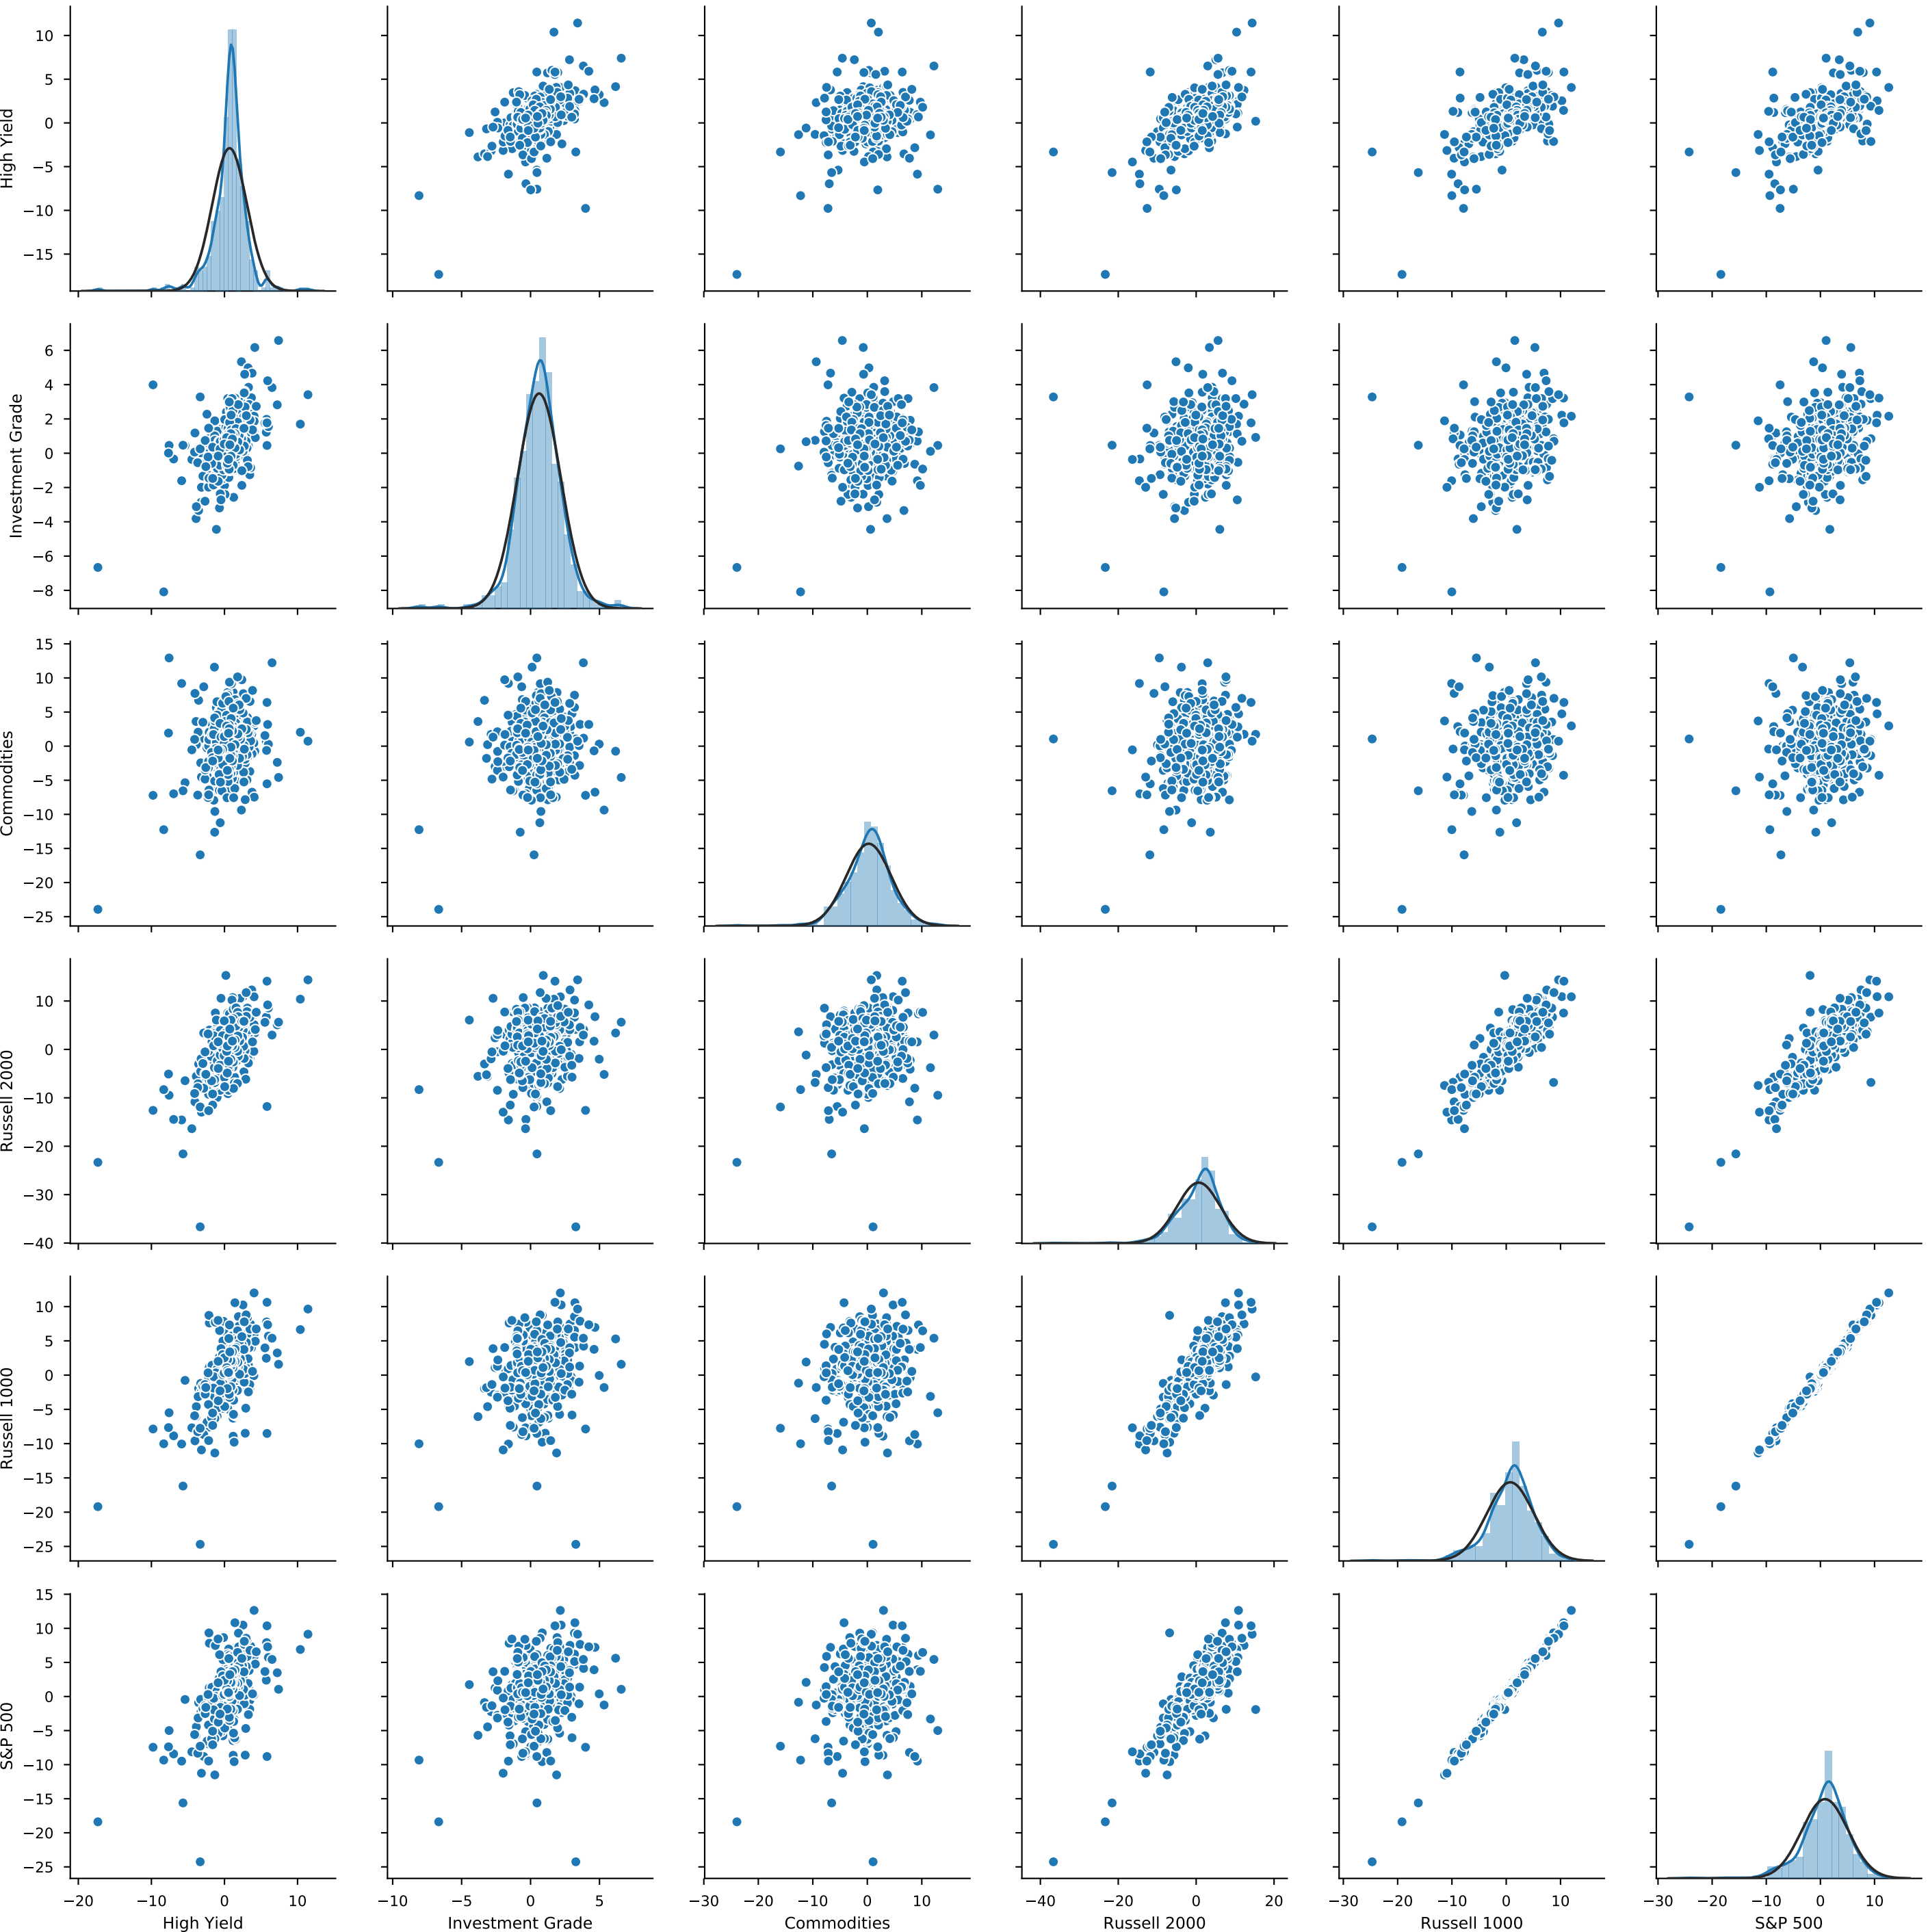 High Yield
10
5
0
−5
−10
−15
Investment Grade
6
4
2
0
−2
−4
−6
−8
Commodities
15
10
5
0
−5
−10
−15
−20
−25
Russell 2000
10
0
−10
−20
−30
−40
Russell 1000
10
5
0
−5
−10
−15
−20
−25
S&P 500
15
10
5
0
−5
−10
−15
−20
−25
−20 −10 0 10
−10 −5 0 5
−30 −20 −10 0 10
−40 −20 0 20
−30 −20 −10 0 10
−30 −20 −10 0 10
High Yield
Investment Grade
Commodities
Russell 2000
Russell 1000
S&P 500